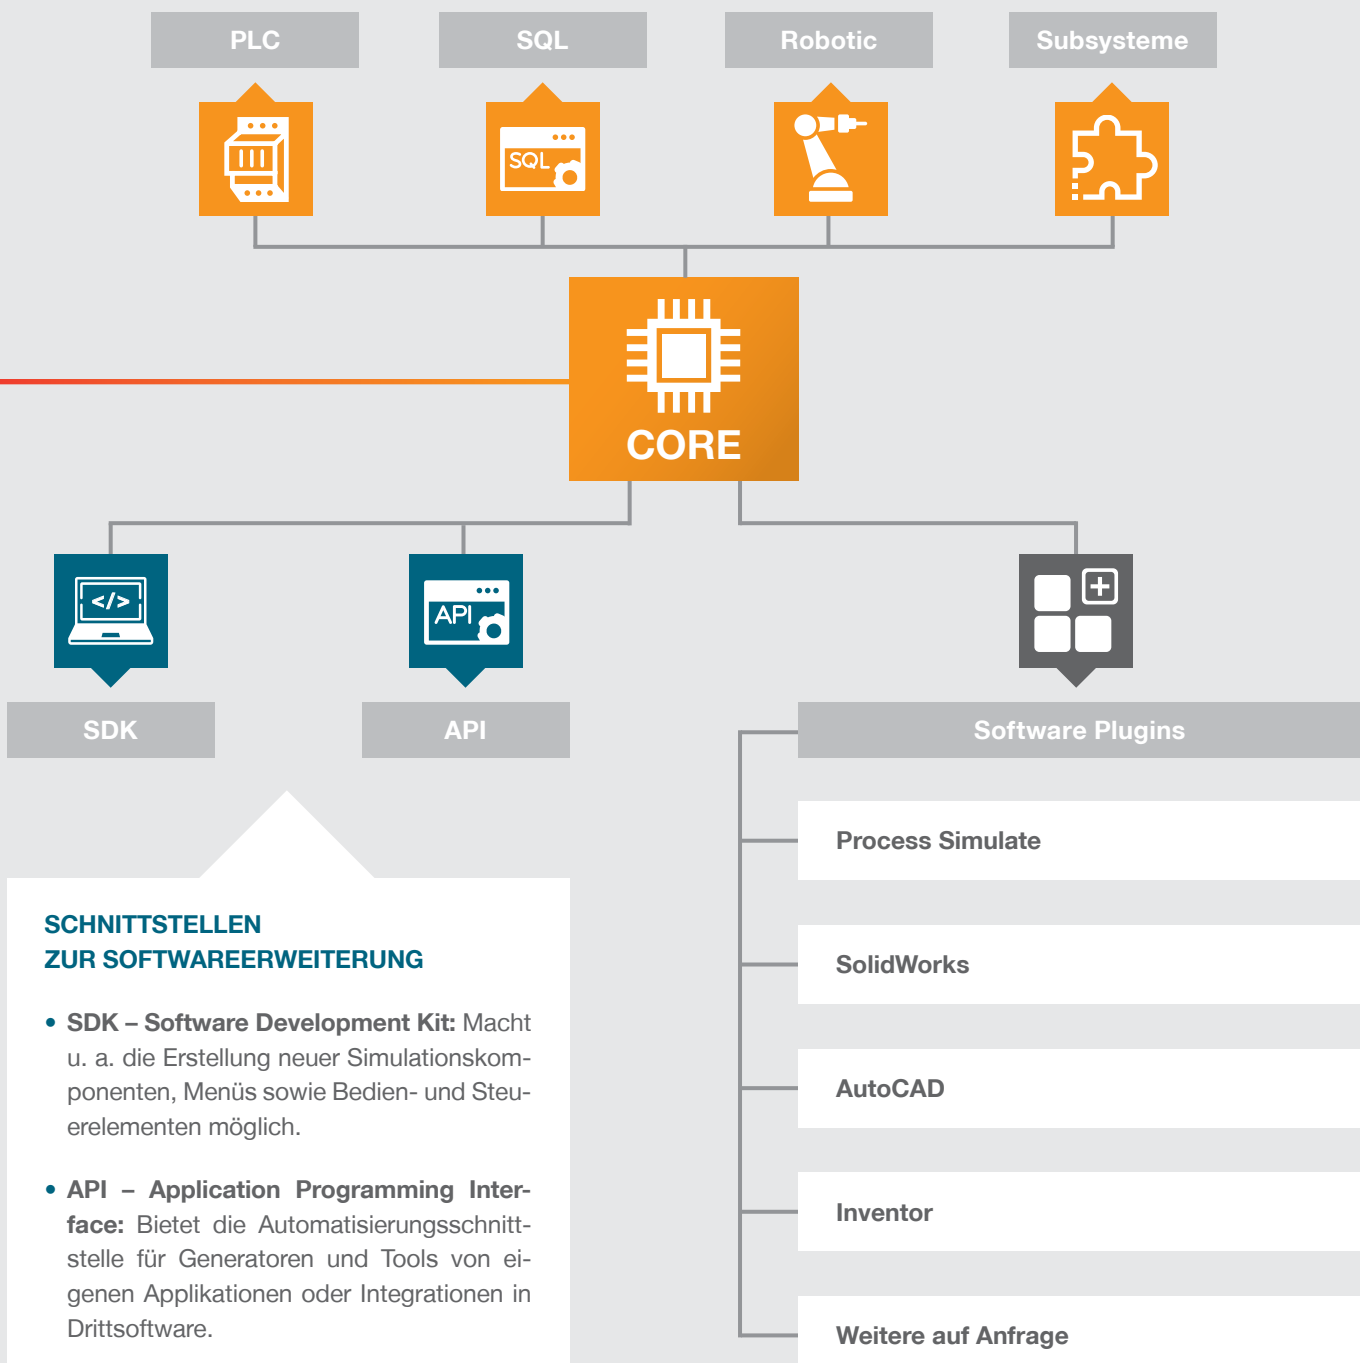 PLC
SQL
Robotic
Subsysteme
SQL
CORE
</>
API
SDK
API
Software Plugins
Process Simulate
SolidWorks
AutoCAD
Inventor
Weitere auf Anfrage
SCHNITTSTELLEN
ZUR SOFTWAREERWEITERUNG
• SDK – Software Development Kit: Macht
u. a. die Erstellung neuer Simulationskom-
ponenten, Menüs sowie Bedien- und Steu-
erelementen möglich.
• API – Application Programming Inter-
face: Bietet die Automatisierungsschnitt-
stelle für Generatoren und Tools von ei-
genen Applikationen oder Integrationen in
Drittsoftware.